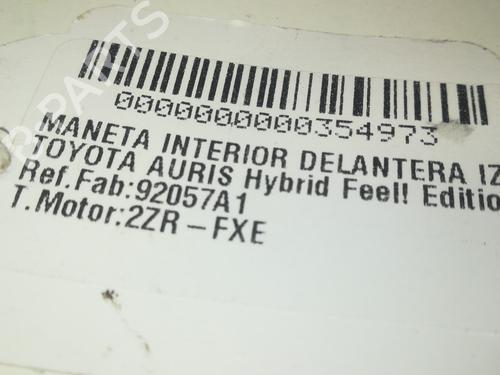 0000000000354973
MANETA INTERIOR DELANTERA IZ
TOYOTA AURIS Hybrid Feel! Editio
Ref.Fab:92057A1
T.Motor:2ZR-FXE